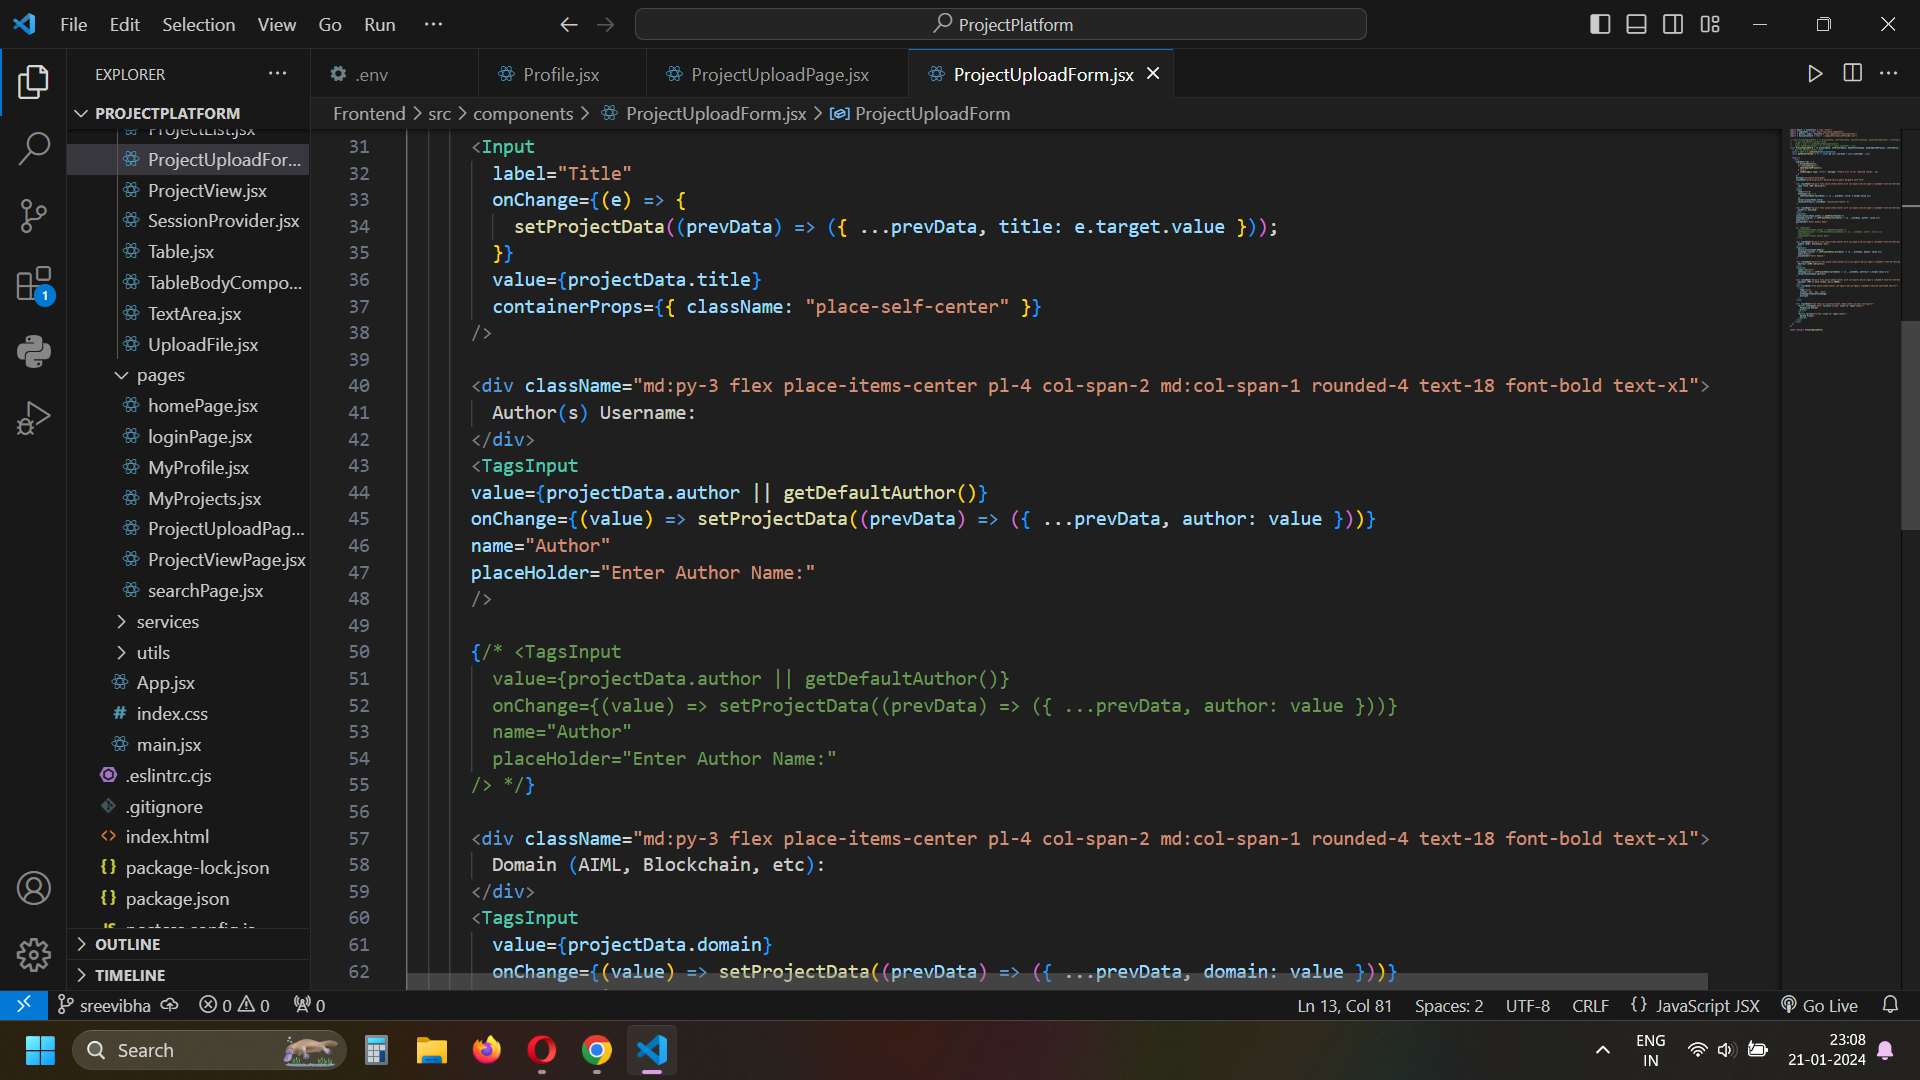 File Edit Selection View Go Run ···
ProjectPlatform
EXPLORER ···
.env
Profile.jsx
ProjectUploadPage.jsx
ProjectUploadForm.jsx
PROJECTPLATFORM
Frontend > src > components > ProjectUploadForm.jsx > ProjectUploadForm
ProjectList.jsx
ProjectUploadFor...
ProjectView.jsx
SessionProvider.jsx
Table.jsx
TableBodyCompo...
TextArea.jsx
UploadFile.jsx
pages
homePage.jsx
loginPage.jsx
MyProfile.jsx
MyProjects.jsx
ProjectUploadPag...
ProjectViewPage.jsx
searchPage.jsx
services
utils
App.jsx
# index.css
main.jsx
.eslintrc.cjs
.gitignore
<> index.html
{} package-lock.json
{} package.json
OUTLINE
TIMELINE
1
31 <Input
32 label="Title"
33 onChange={(e) => {
34 setProjectData((prevData) => ({ ...prevData, title: e.target.value }));
35 }}
36 value={projectData.title}
37 containerProps={{ className: "place-self-center" }}
38 />
39
40 <div className="md:py-3 flex place-items-center pl-4 col-span-2 md:col-span-1 rounded-4 text-18 font-bold text-xl">
41 Author(s) Username:
42 </div>
43 <TagsInput
44 value={projectData.author || getDefaultAuthor()}
45 onChange={(value) => setProjectData((prevData) => ({ ...prevData, author: value }))}
46 name="Author"
47 placeHolder="Enter Author Name:"
48 />
49
50 {/* <TagsInput
51 value={projectData.author || getDefaultAuthor()}
52 onChange={(value) => setProjectData((prevData) => ({ ...prevData, author: value }))}
53 name="Author"
54 placeHolder="Enter Author Name:"
55 /> */}
56
57 <div className="md:py-3 flex place-items-center pl-4 col-span-2 md:col-span-1 rounded-4 text-18 font-bold text-xl">
58 Domain (AIML, Blockchain, etc):
59 </div>
60 <TagsInput
61 value={projectData.domain}
62 onChange={(value) => setProjectData((prevData) => ({ ...prevData, domain: value }))}
sreevibha 0 0 0
Ln 13, Col 81 Spaces: 2 UTF-8 CRLF {} JavaScript JSX Go Live
Search
ENG
IN
23:08
21-01-2024